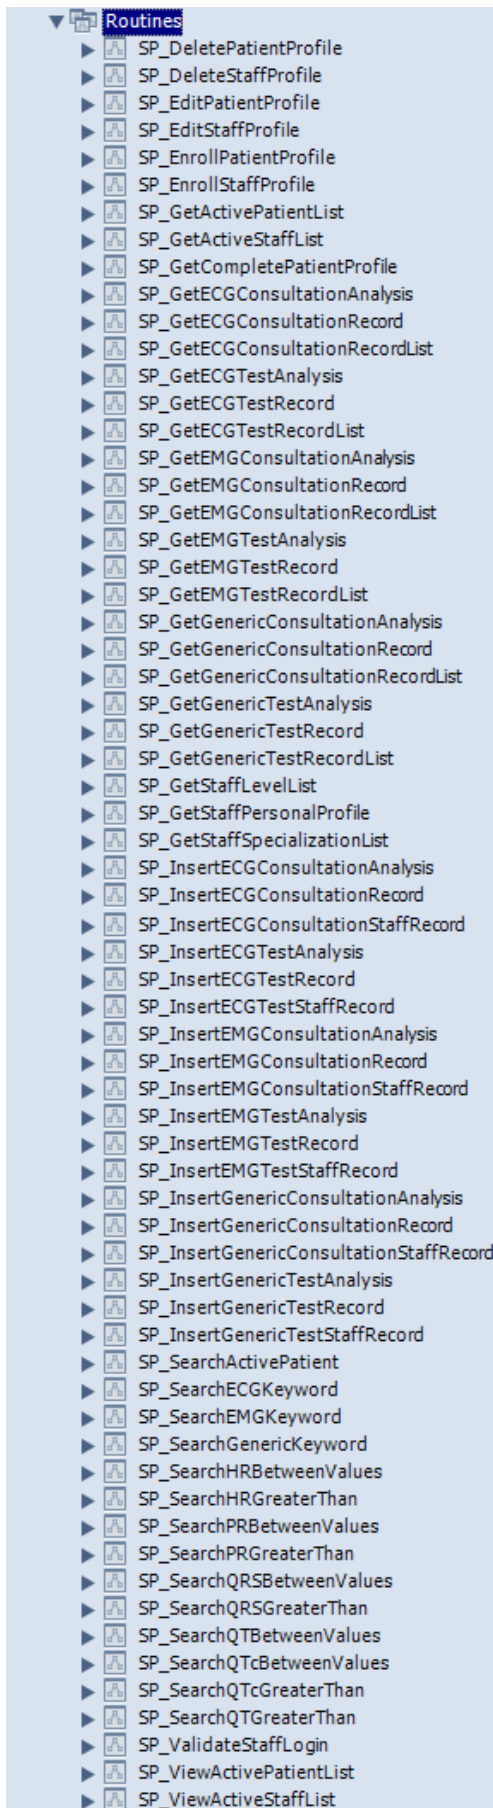 Routines
SP_DeletePatientProfile
SP_DeleteStaffProfile
SP_EditPatientProfile
SP_EditStaffProfile
SP_EnrollPatientProfile
SP_EnrollStaffProfile
SP_GetActivePatientList
SP_GetActiveStaffList
SP_GetCompletePatientProfile
SP_GetECGConsultationAnalysis
SP_GetECGConsultationRecord
SP_GetECGConsultationRecordList
SP_GetECGTestAnalysis
SP_GetECGTestRecord
SP_GetECGTestRecordList
SP_GetEMGConsultationAnalysis
SP_GetEMGConsultationRecord
SP_GetEMGConsultationRecordList
SP_GetEMGTestAnalysis
SP_GetEMGTestRecord
SP_GetEMGTestRecordList
SP_GetGenericConsultationAnalysis
SP_GetGenericConsultationRecord
SP_GetGenericConsultationRecordList
SP_GetGenericTestAnalysis
SP_GetGenericTestRecord
SP_GetGenericTestRecordList
SP_GetStaffLevelList
SP_GetStaffPersonalProfile
SP_GetStaffSpecializationList
SP_InsertECGConsultationAnalysis
SP_InsertECGConsultationRecord
SP_InsertECGConsultationStaffRecord
SP_InsertECGTestAnalysis
SP_InsertECGTestRecord
SP_InsertECGTestStaffRecord
SP_InsertEMGConsultationAnalysis
SP_InsertEMGConsultationRecord
SP_InsertEMGConsultationStaffRecord
SP_InsertEMGTestAnalysis
SP_InsertEMGTestRecord
SP_InsertEMGTestStaffRecord
SP_InsertGenericConsultationAnalysis
SP_InsertGenericConsultationRecord
SP_InsertGenericConsultationStaffRecord
SP_InsertGenericTestAnalysis
SP_InsertGenericTestRecord
SP_InsertGenericTestStaffRecord
SP_SearchActivePatient
SP_SearchECGKeyword
SP_SearchEMGKeyword
SP_SearchGenericKeyword
SP_SearchHRBetweenValues
SP_SearchHRGreaterThan
SP_SearchPRBetweenValues
SP_SearchPRGreaterThan
SP_SearchQRSBetweenValues
SP_SearchQRSGreaterThan
SP_SearchQTBetweenValues
SP_SearchQTcBetweenValues
SP_SearchQTcGreaterThan
SP_SearchQTGreaterThan
SP_ValidateStaffLogin
SP_ViewActivePatientList
SP_ViewActiveStaffList